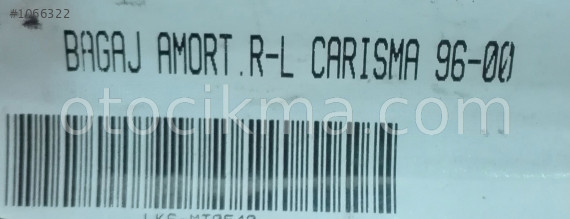 #1066322
BAGAJ AMORT.R-L CARISMA 96-00
otocikma.com